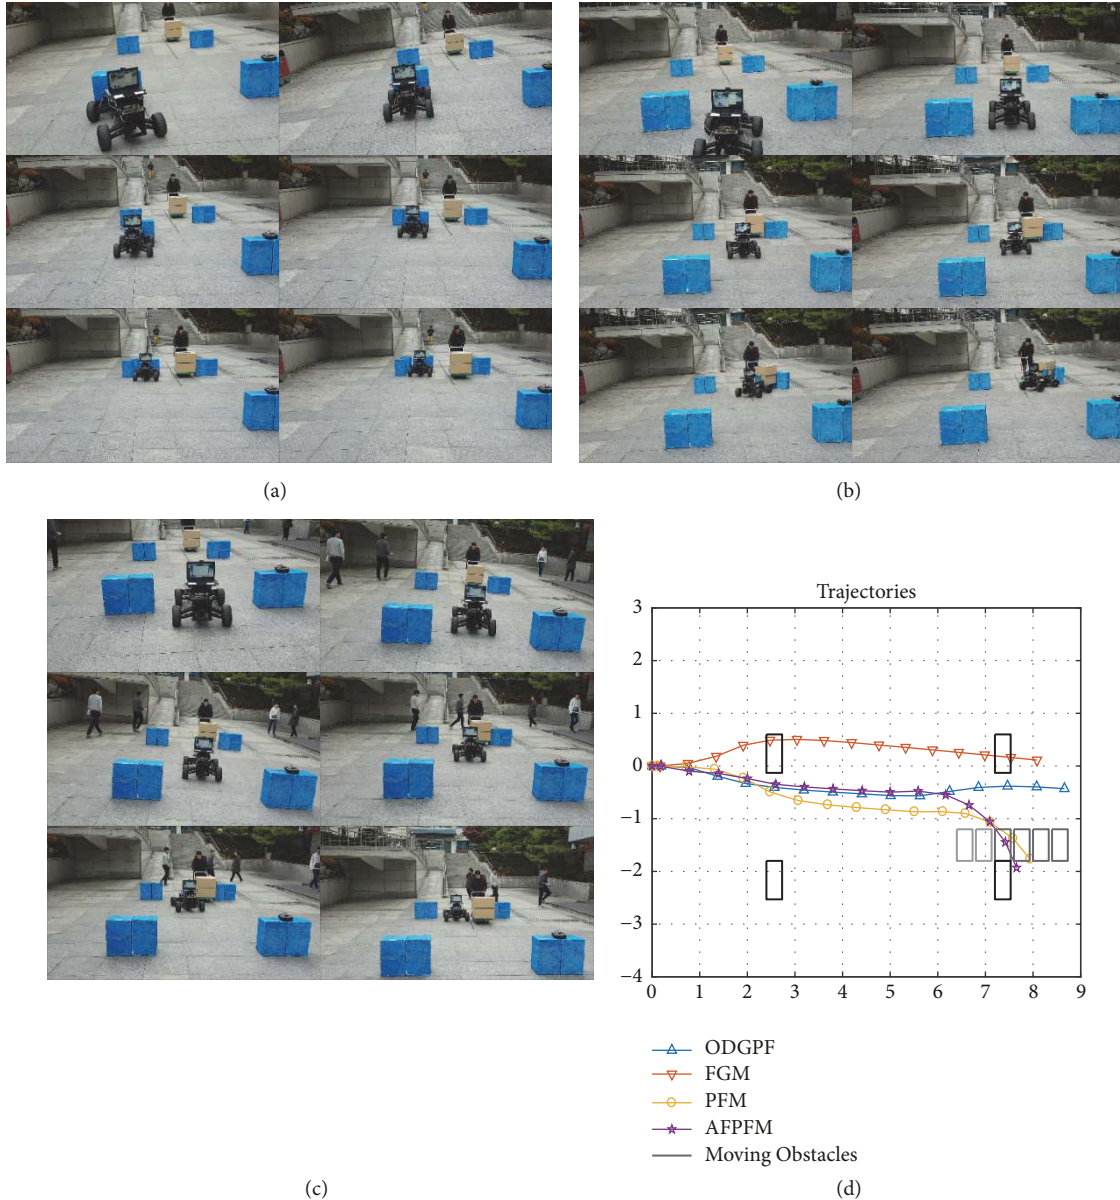 (a)
(b)
Trajectories
3
2
1
0
−1
−2
−3
−4
0 1 2 3 4 5 6 7 8 9
ODGPF
FGM
PFM
AFPFM
Moving Obstacles
(c)
(d)